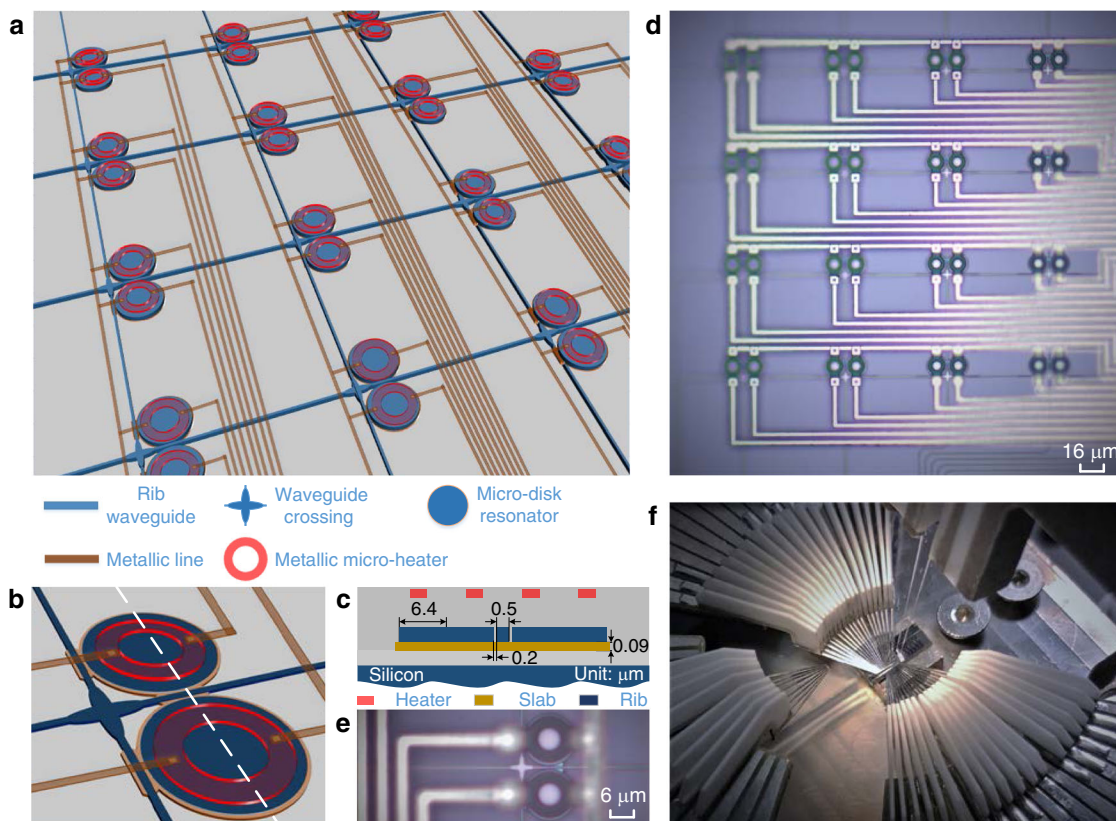 a
d
16 μm
Rib
waveguide
Waveguide
crossing
Micro-disk
resonator
Metallic line
Metallic micro-heater
b
c
6.4
0.5
0.09
0.2
Silicon
Unit: μm
Heater
Slab
Rib
e
6 μm
f